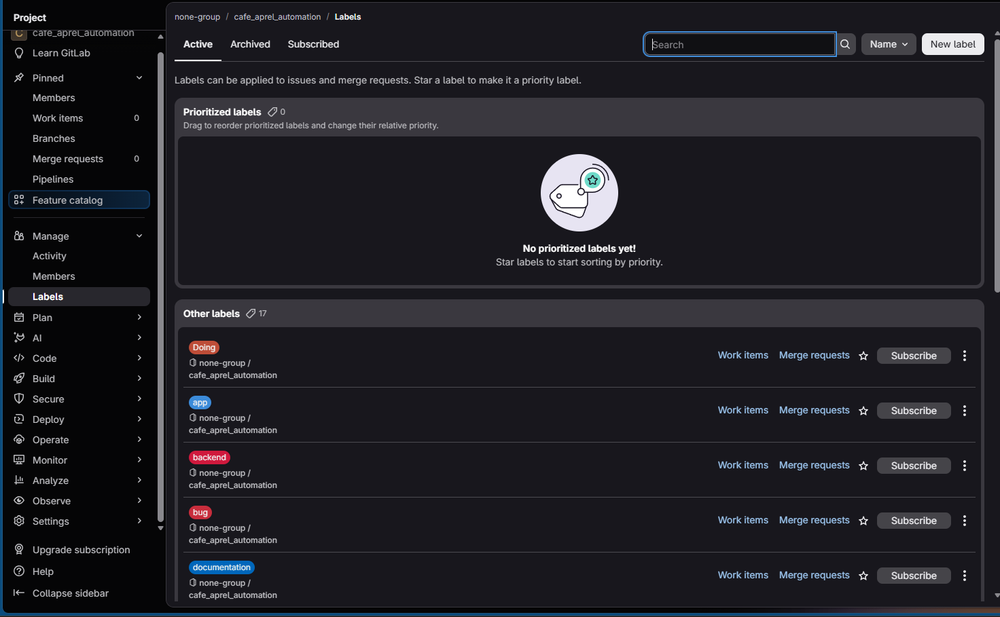 Project
C cafe_aprel_automation
Learn GitLab
Pinned
Members
Work items 0
Branches
Merge requests 0
Pipelines
Feature catalog
Manage
Activity
Members
Labels
Plan
AI
Code
Build
Secure
Deploy
Operate
Monitor
Analyze
Observe
Settings
Upgrade subscription
Help
Collapse sidebar
none-group / cafe_aprel_automation / Labels
Active Archived Subscribed Search Name New label
Labels can be applied to issues and merge requests. Star a label to make it a priority label.
Prioritized labels 0
Drag to reorder prioritized labels and change their relative priority.
No prioritized labels yet!
Star labels to start sorting by priority.
Other labels 17
Doing
none-group /
cafe_aprel_automation
Work items Merge requests Subscribe
app
none-group /
cafe_aprel_automation
Work items Merge requests Subscribe
backend
none-group /
cafe_aprel_automation
Work items Merge requests Subscribe
bug
none-group /
cafe_aprel_automation
Work items Merge requests Subscribe
documentation
none-group /
cafe_aprel_automation
Work items Merge requests Subscribe